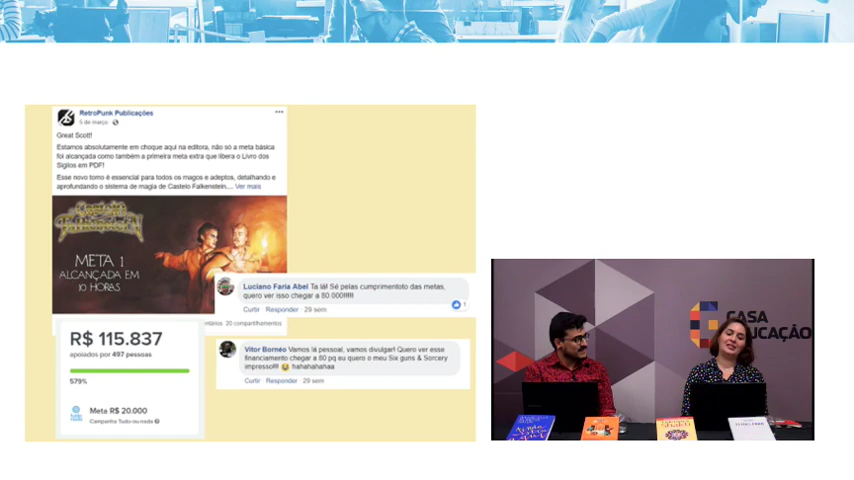 RetroPunk Publicações
5 de março
Great Scott!
Estamos absolutamente em choque aqui na editora, não só a meta básica
foi alcançada como também a primeira meta extra que libera o Livro dos
Sigilos em PDF!
Esse novo tomo é essencial para todos os magos e adeptos, detalhando e
aprofundando o sistema de magia de Castelo Falkenstein.... Ver mais
Castelo
Falkenstein
META 1
ALCANÇADA EM
10 HORAS
Luciano Faria Abel Ta lá! Sé pelas cumprimentoto das metas,
quero ver isso chegar a 80 000!!!!!
1
Curtir Responder 29 sem
20 compartilhamentos
R$ 115.837
apoiados por 497 pessoas
579%
Meta R$ 20.000
Campanha Tudo-ou-nada
Vitor Bornéo Vamos lá pessoal, vamos divulgar! Quero ver esse
financiamento chegar a 80 pq eu quero o meu Six guns & Sorcery
impresso!!! 😂 hahahahahaa
Curtir Responder 29 sem
CASA
EDUCAÇÃO